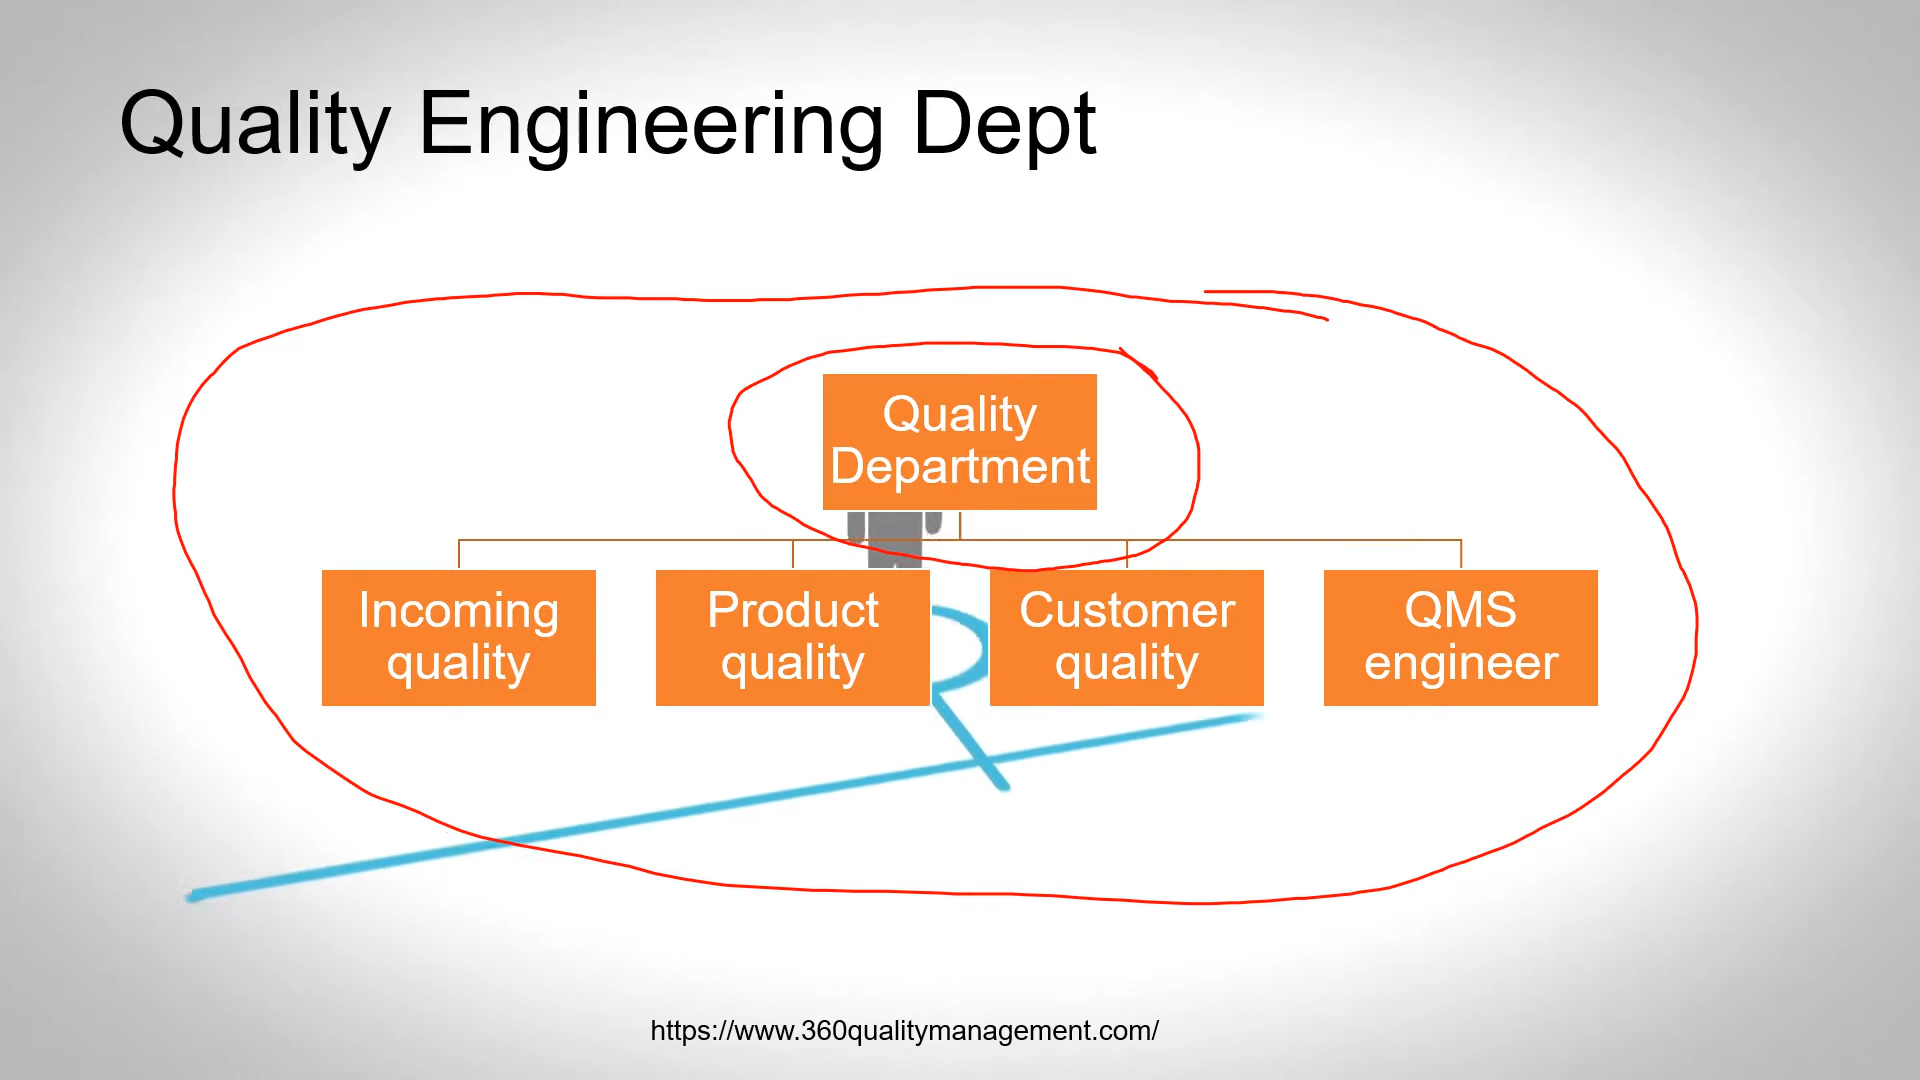 Quality Engineering Dept
Quality
Department
Incoming
quality
Product
quality
Customer
quality
QMS
engineer
https://www.360qualitymanagement.com/